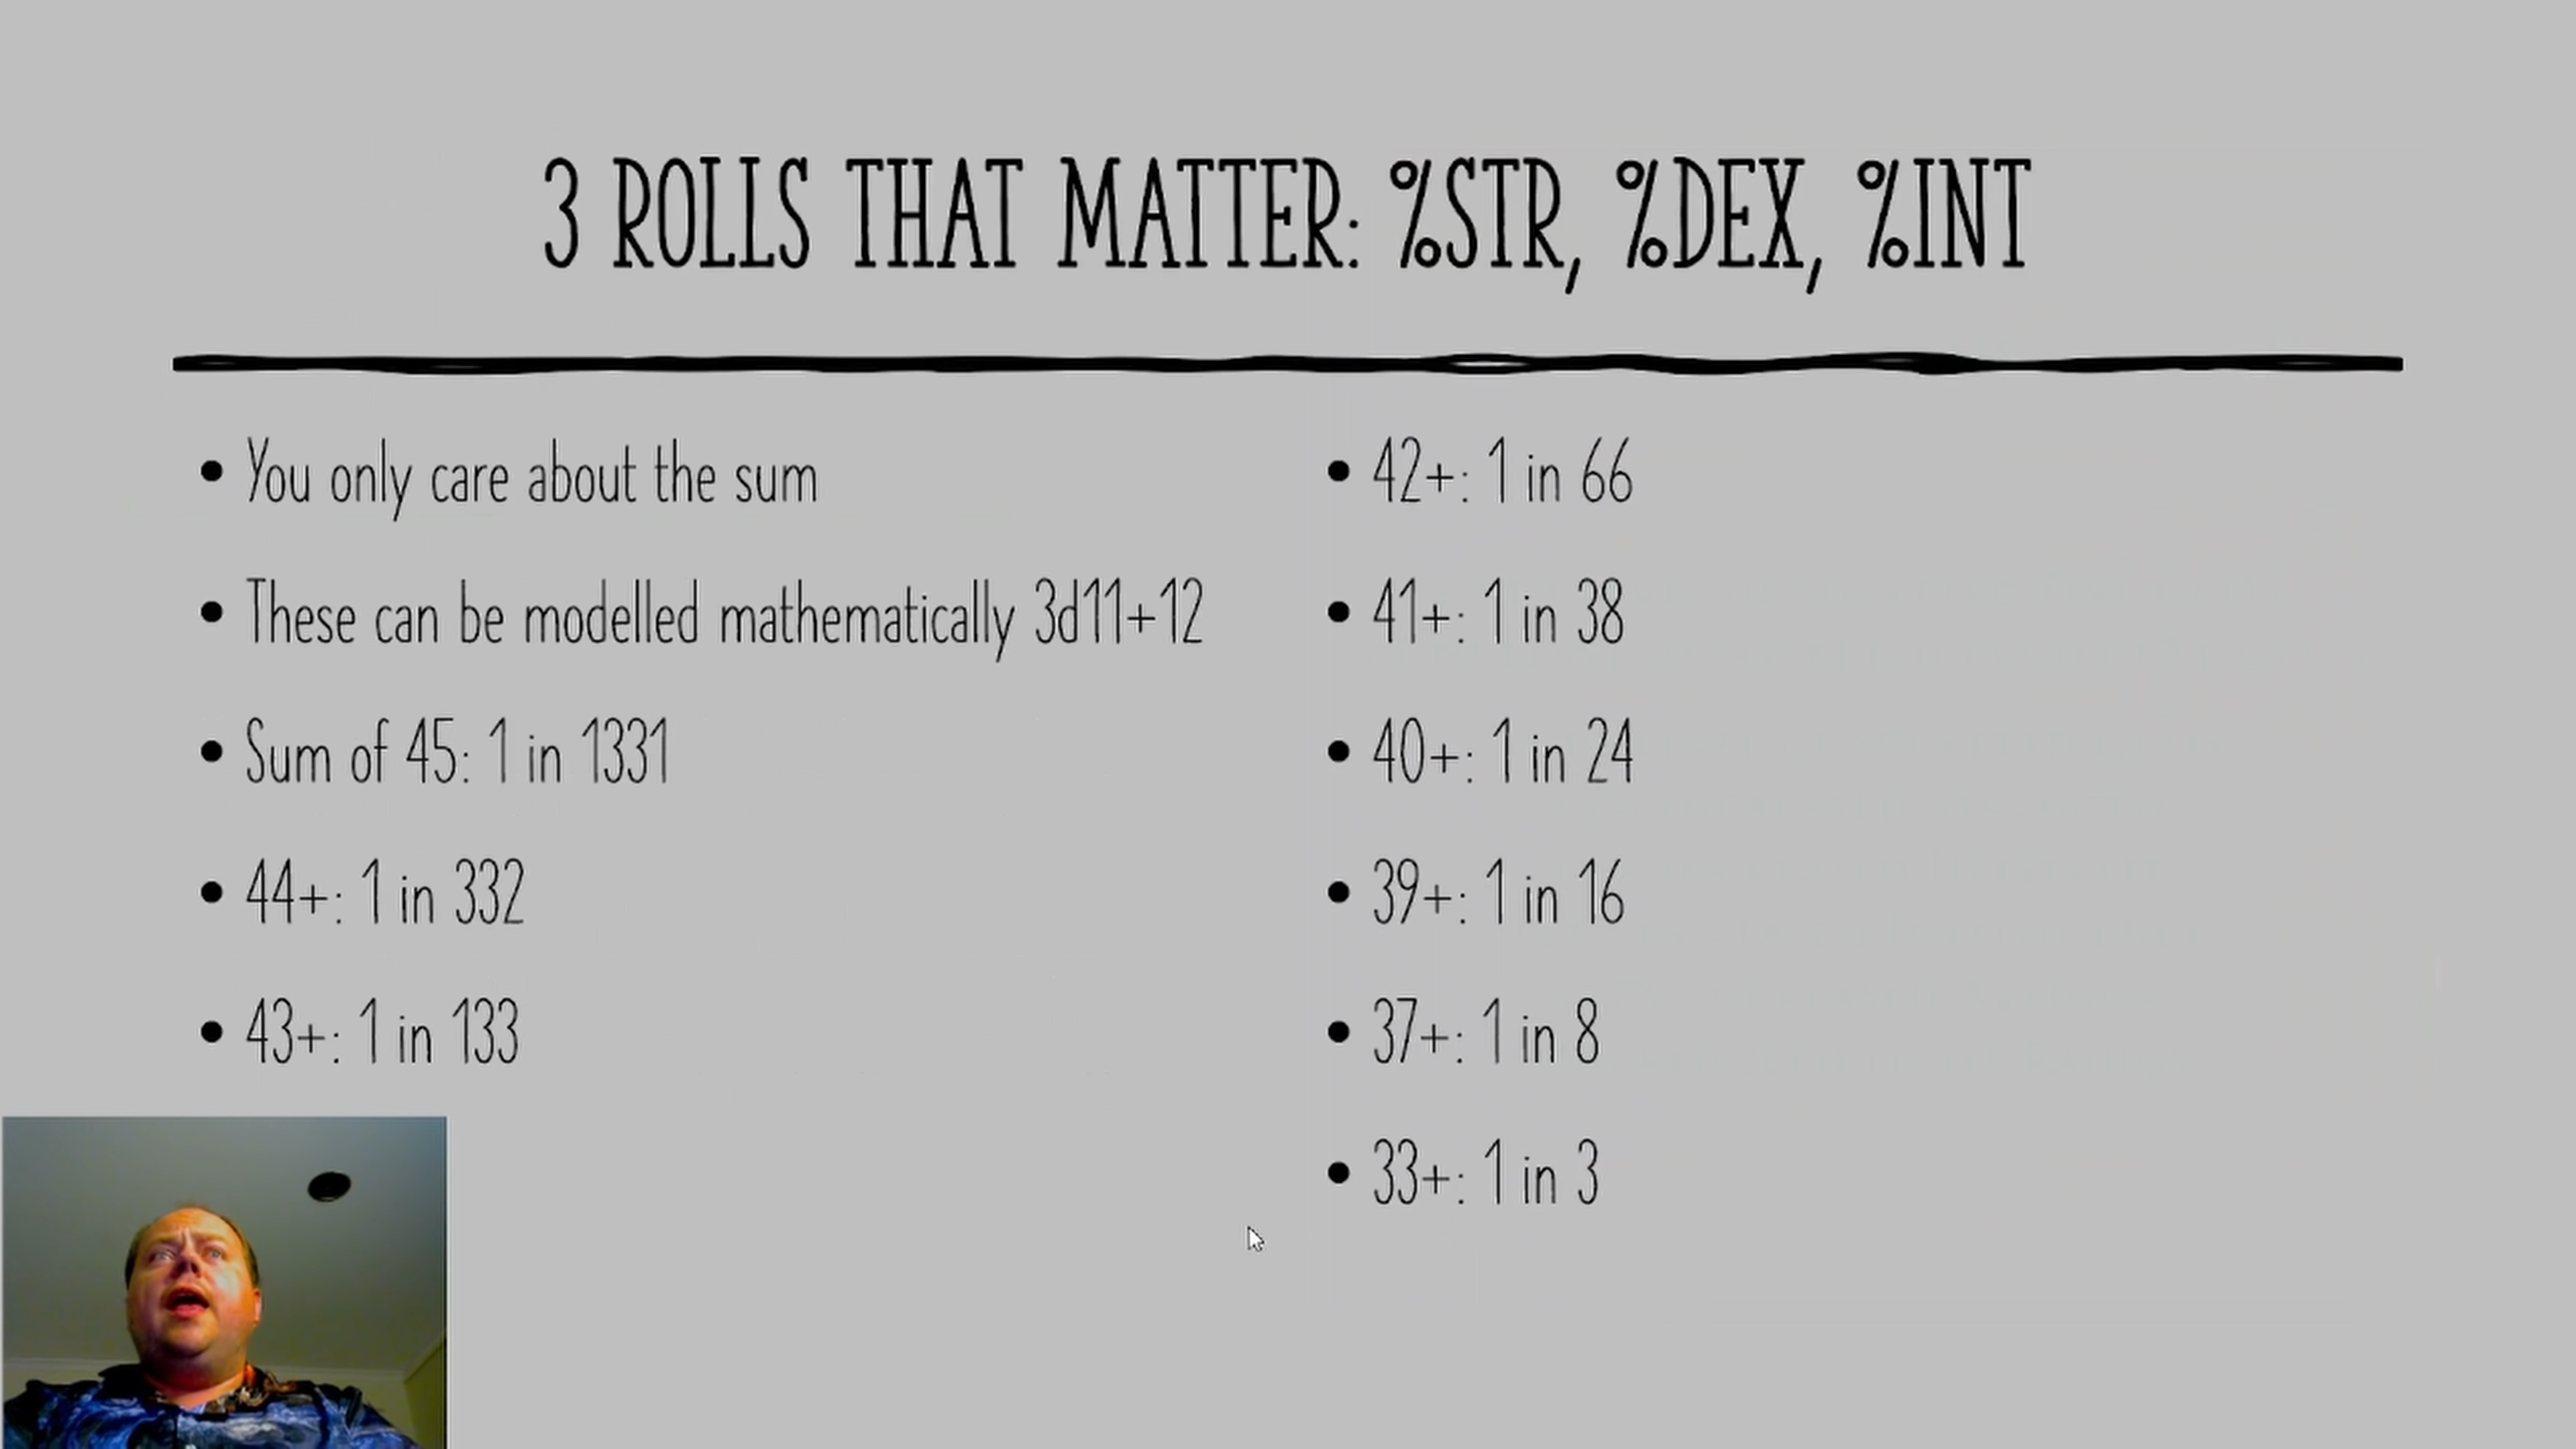 3 ROLLS THAT MATTER: %STR, %DEX, %INT
• You only care about the sum
• These can be modelled mathematically 3d11+12
• Sum of 45: 1 in 1331
• 44+: 1 in 332
• 43+: 1 in 133
• 42+: 1 in 66
• 41+: 1 in 38
• 40+: 1 in 24
• 39+: 1 in 16
• 37+: 1 in 8
• 33+: 1 in 3